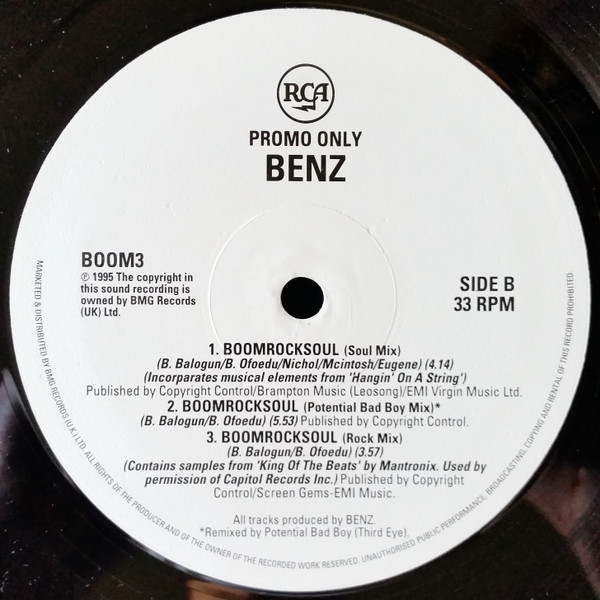 RCA
PROMO ONLY
BENZ
BOOM3
℗ 1995 The copyright in
this sound recording is
owned by BMG Records
(UK) Ltd.
SIDE B
33 RPM
1. BOOMROCKSOUL (Soul Mix)
(B. Balogun/B. Ofoedu/Nichol/Mcintosh/Eugene) (4.14)
(Incorparates musical elements from 'Hangin' On A String')
Published by Copyright Control/Brampton Music (Leosong)/EMI Virgin Music Ltd.
2. BOOMROCKSOUL (Potential Bad Boy Mix)*
(B. Balogun/B. Ofoedu) (5.53) Published by Copyright Control.
3. BOOMROCKSOUL (Rock Mix)
(B. Balogun/B. Ofoedu) (3.57)
(Contains samples from 'King Of The Beats' by Mantronix. Used by
permission of Capitol Records Inc.) Published by Copyright
Control/Screen Gems-EMI Music.
All tracks produced by BENZ.
*Remixed by Potential Bad Boy (Third Eye).
MARKETED & DISTRIBUTED BY BMG RECORDS (U.K.) LTD. ALL RIGHTS OF THE PRODUCER AND OF THE OWNER OF THE RECORDED WORK RESERVED. UNAUTHORISED PUBLIC PERFORMANCE, BROADCASTING, COPYING AND RENTAL OF THIS RECORD PROHIBITED